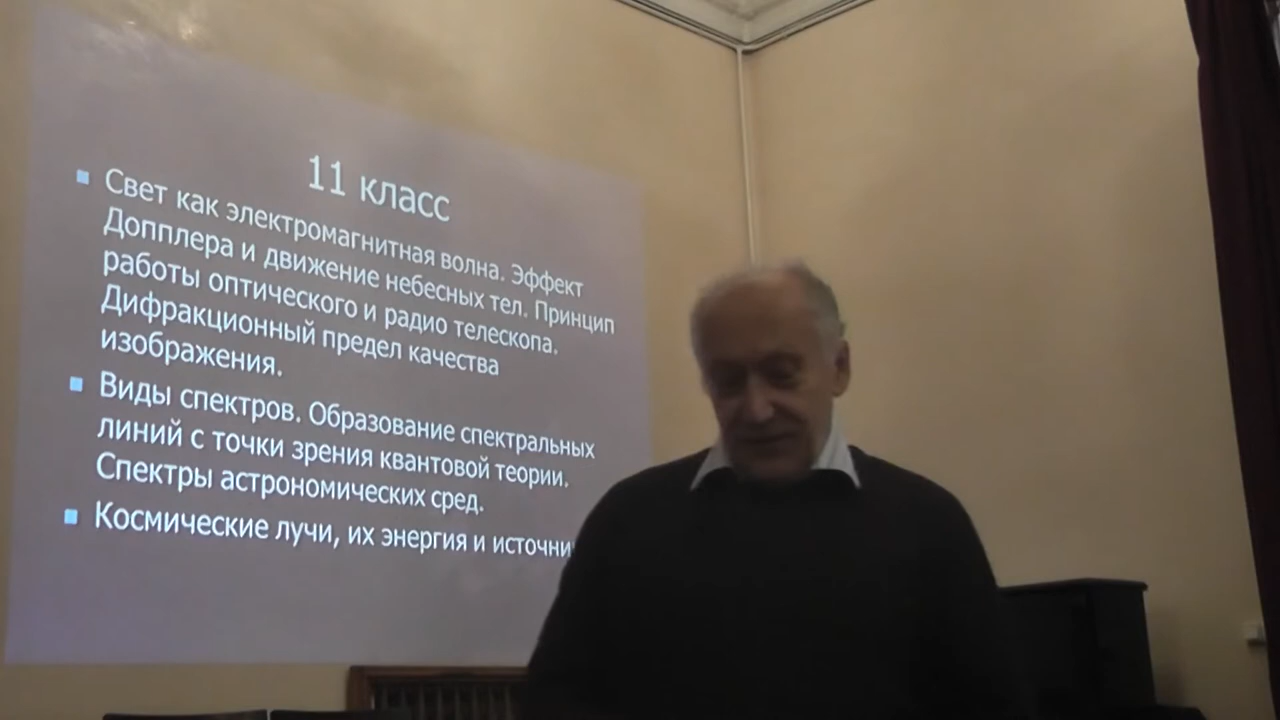 11 класс
Свет как электромагнитная волна. Эффект
Допплера и движение небесных тел. Принцип
работы оптического и радио телескопа.
Дифракционный предел качества
изображения.
Виды спектров. Образование спектральных
линий с точки зрения квантовой теории.
Спектры астрономических сред.
Космические лучи, их энергия и